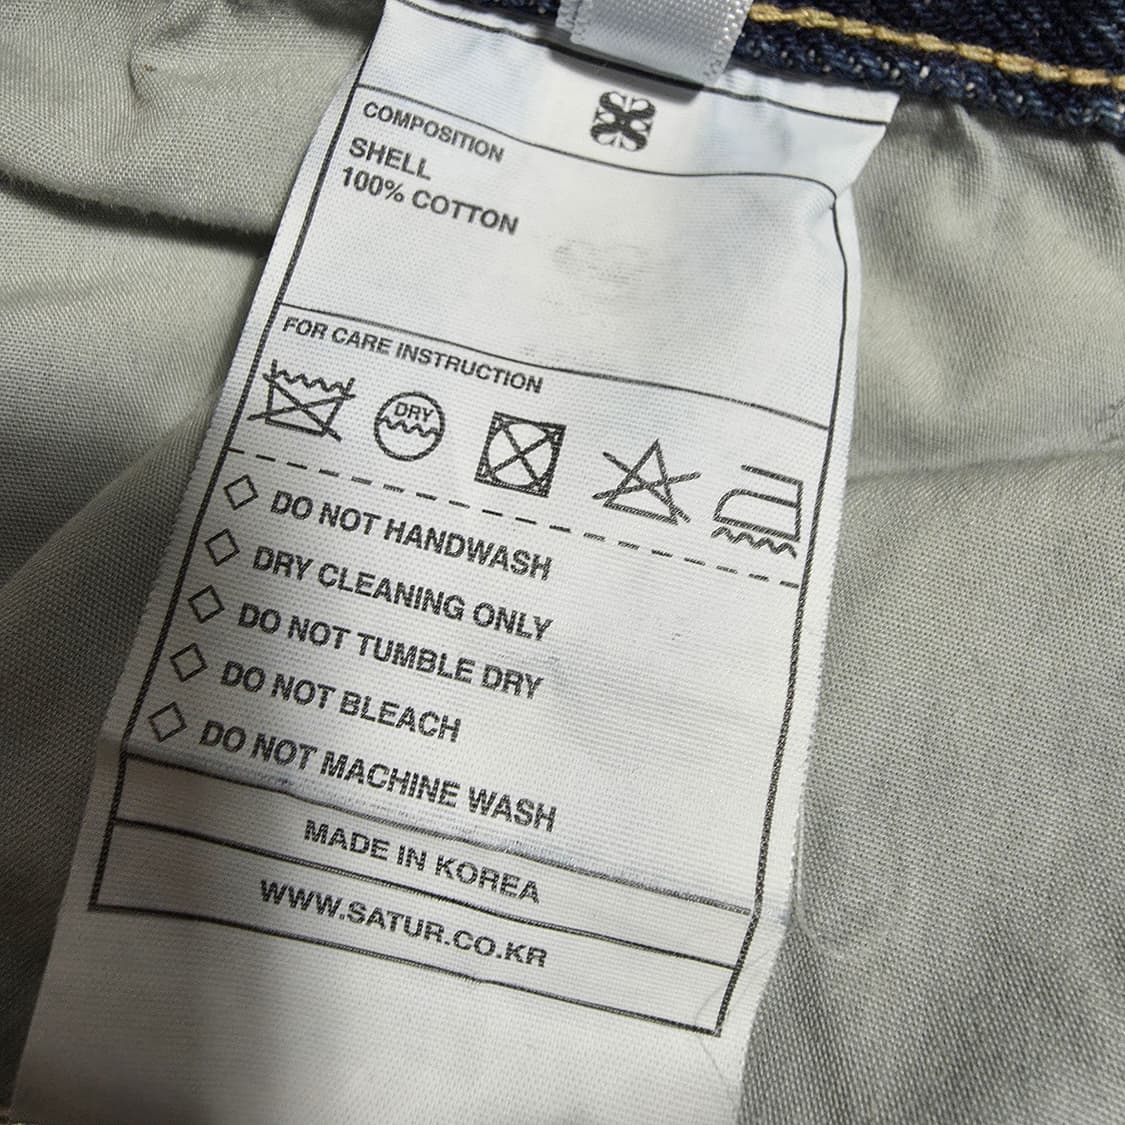 COMPOSITION
SHELL
100% COTTON
FOR CARE INSTRUCTION
DRY
DO NOT HANDWASH
DRY CLEANING ONLY
DO NOT TUMBLE DRY
DO NOT BLEACH
DO NOT MACHINE WASH
MADE IN KOREA
WWW.SATUR.CO.KR